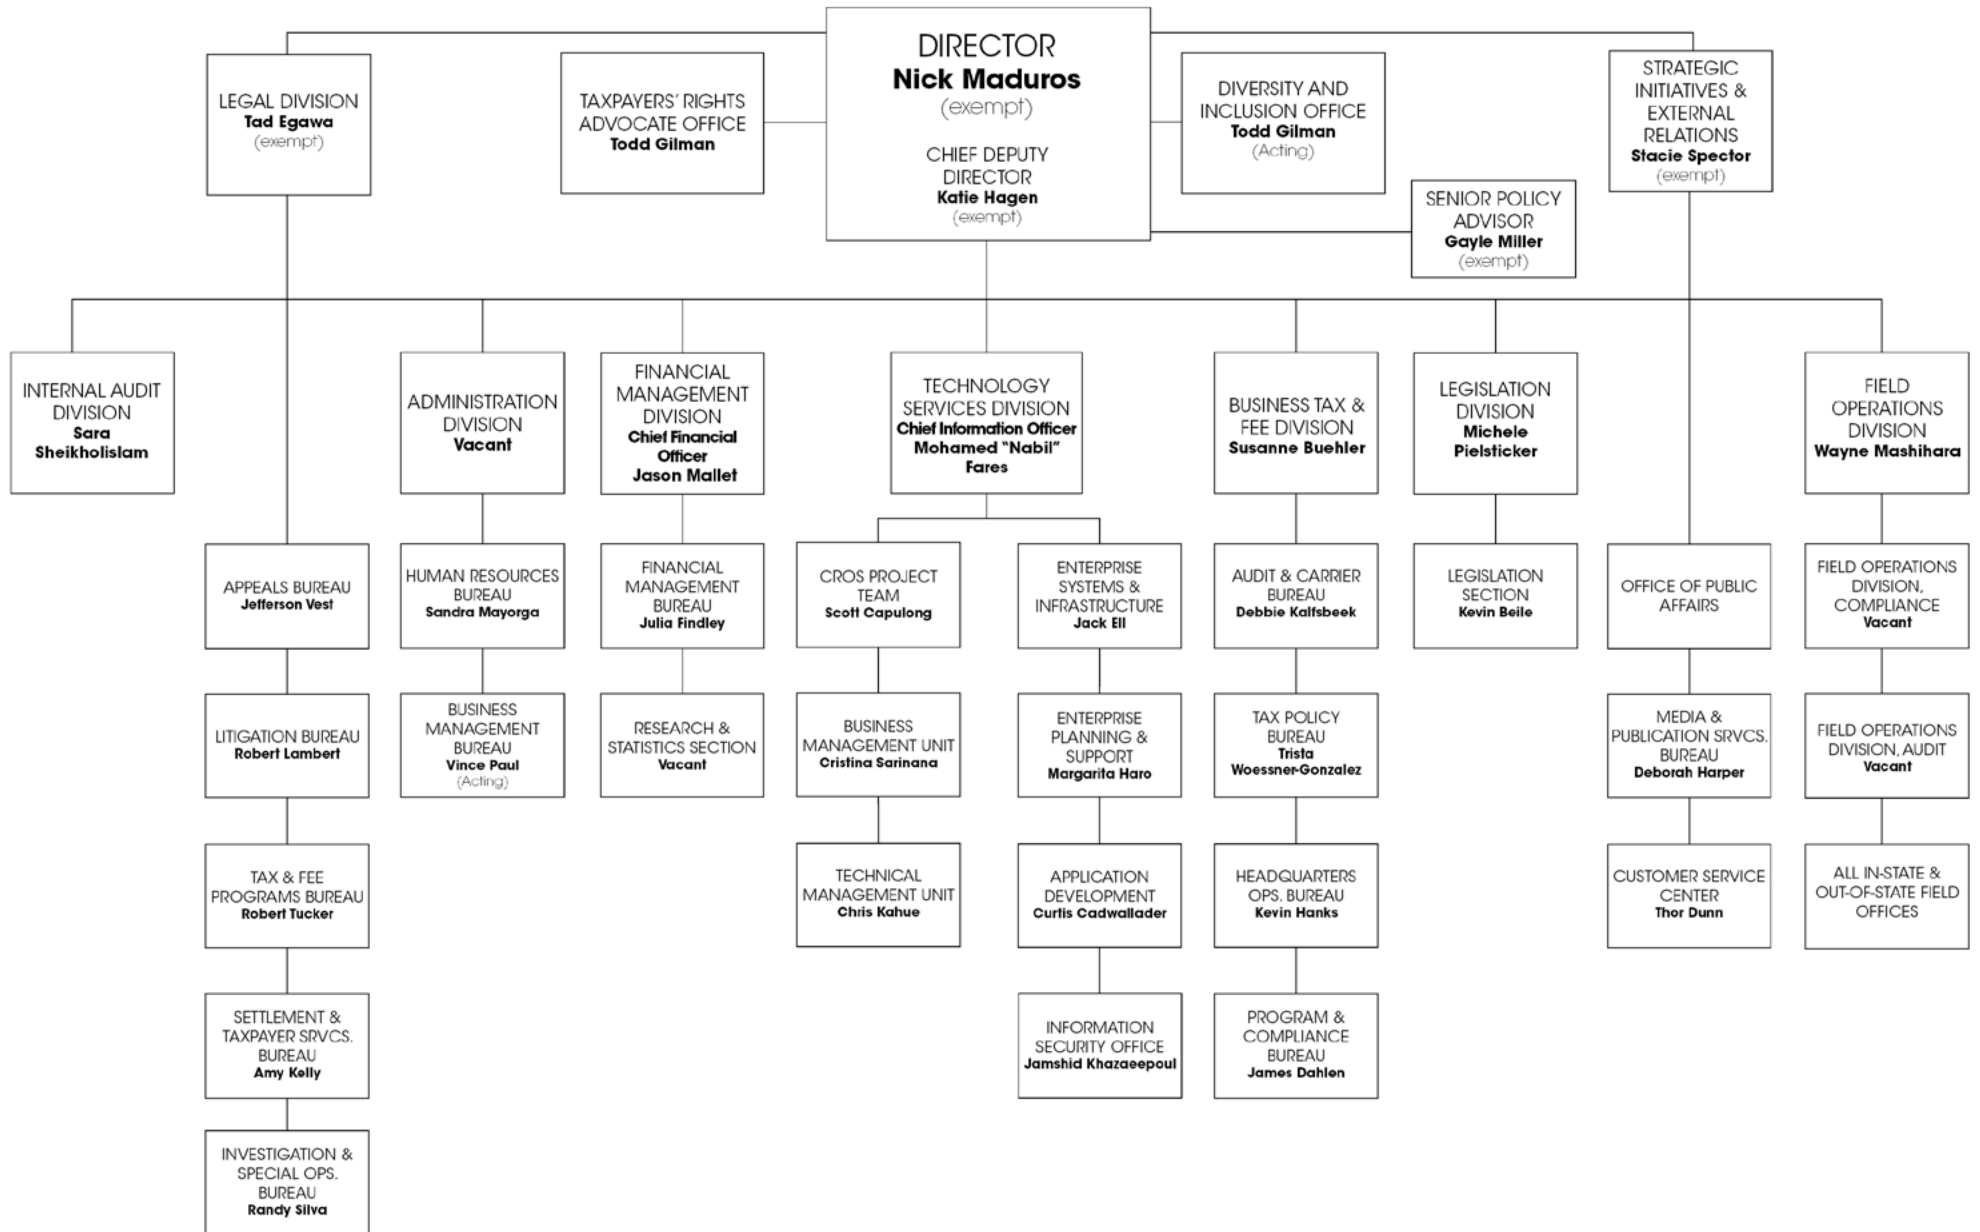 DIRECTOR
Nick Maduros
(exempt)
CHIEF DEPUTY
DIRECTOR
Katie Hagen
(exempt)
LEGAL DIVISION
Tad Egawa
(exempt)
TAXPAYERS' RIGHTS
ADVOCATE OFFICE
Todd Gilman
DIVERSITY AND
INCLUSION OFFICE
Todd Gilman
(Acting)
STRATEGIC
INITIATIVES &
EXTERNAL
RELATIONS
Stacie Spector
(exempt)
SENIOR POLICY
ADVISOR
Gayle Miller
(exempt)
INTERNAL AUDIT
DIVISION
Sara
Sheikholislam
ADMINISTRATION
DIVISION
Vacant
FINANCIAL
MANAGEMENT
DIVISION
Chief Financial
Officer
Jason Mallet
TECHNOLOGY
SERVICES DIVISION
Chief Information Officer
Mohamed "Nabil"
Fares
BUSINESS TAX &
FEE DIVISION
Susanne Buehler
LEGISLATION
DIVISION
Michele
Pielsticker
FIELD
OPERATIONS
DIVISION
Wayne Mashihara
APPEALS BUREAU
Jefferson Vest
HUMAN RESOURCES
BUREAU
Sandra Mayorga
FINANCIAL
MANAGEMENT
BUREAU
Julia Findley
CROS PROJECT
TEAM
Scott Capulong
ENTERPRISE
SYSTEMS &
INFRASTRUCTURE
Jack Ell
AUDIT & CARRIER
BUREAU
Debbie Kalfsbeek
LEGISLATION
SECTION
Kevin Beile
OFFICE OF PUBLIC
AFFAIRS
FIELD OPERATIONS
DIVISION,
COMPLIANCE
Vacant
LITIGATION BUREAU
Robert Lambert
BUSINESS
MANAGEMENT
BUREAU
Vince Paul
(Acting)
RESEARCH &
STATISTICS SECTION
Vacant
BUSINESS
MANAGEMENT UNIT
Cristina Sarinana
ENTERPRISE
PLANNING &
SUPPORT
Margarita Haro
TAX POLICY
BUREAU
Trista
Woessner-Gonzalez
MEDIA &
PUBLICATION SRVCS.
BUREAU
Deborah Harper
FIELD OPERATIONS
DIVISION, AUDIT
Vacant
TAX & FEE
PROGRAMS BUREAU
Robert Tucker
TECHNICAL
MANAGEMENT UNIT
Chris Kahue
APPLICATION
DEVELOPMENT
Curtis Cadwallader
HEADQUARTERS
OPS. BUREAU
Kevin Hanks
CUSTOMER SERVICE
CENTER
Thor Dunn
ALL IN-STATE &
OUT-OF-STATE FIELD
OFFICES
SETTLEMENT &
TAXPAYER SRVCS.
BUREAU
Amy Kelly
INFORMATION
SECURITY OFFICE
Jamshid Khazaeepoul
PROGRAM &
COMPLIANCE
BUREAU
James Dahlen
INVESTIGATION &
SPECIAL OPS.
BUREAU
Randy Silva